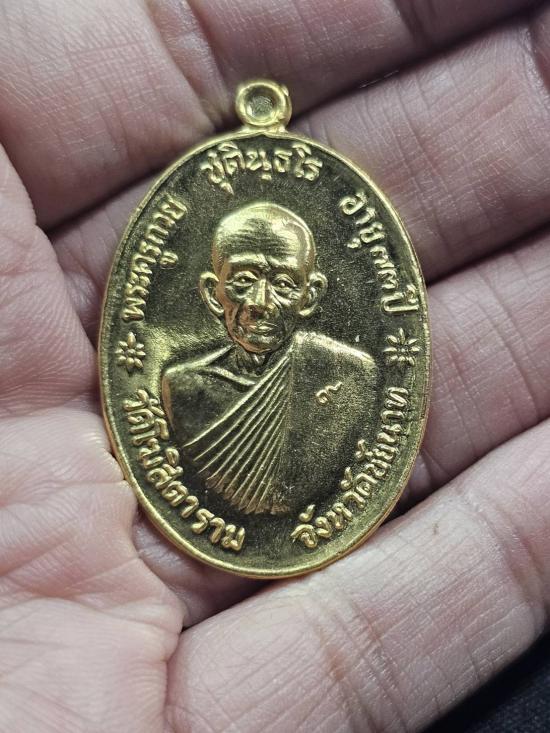 พระครูกวย ชุตินฺธโร อายุ ๗๓ ปี
๙
วัดโฆสิตาราม จังหวัดชัยนาท